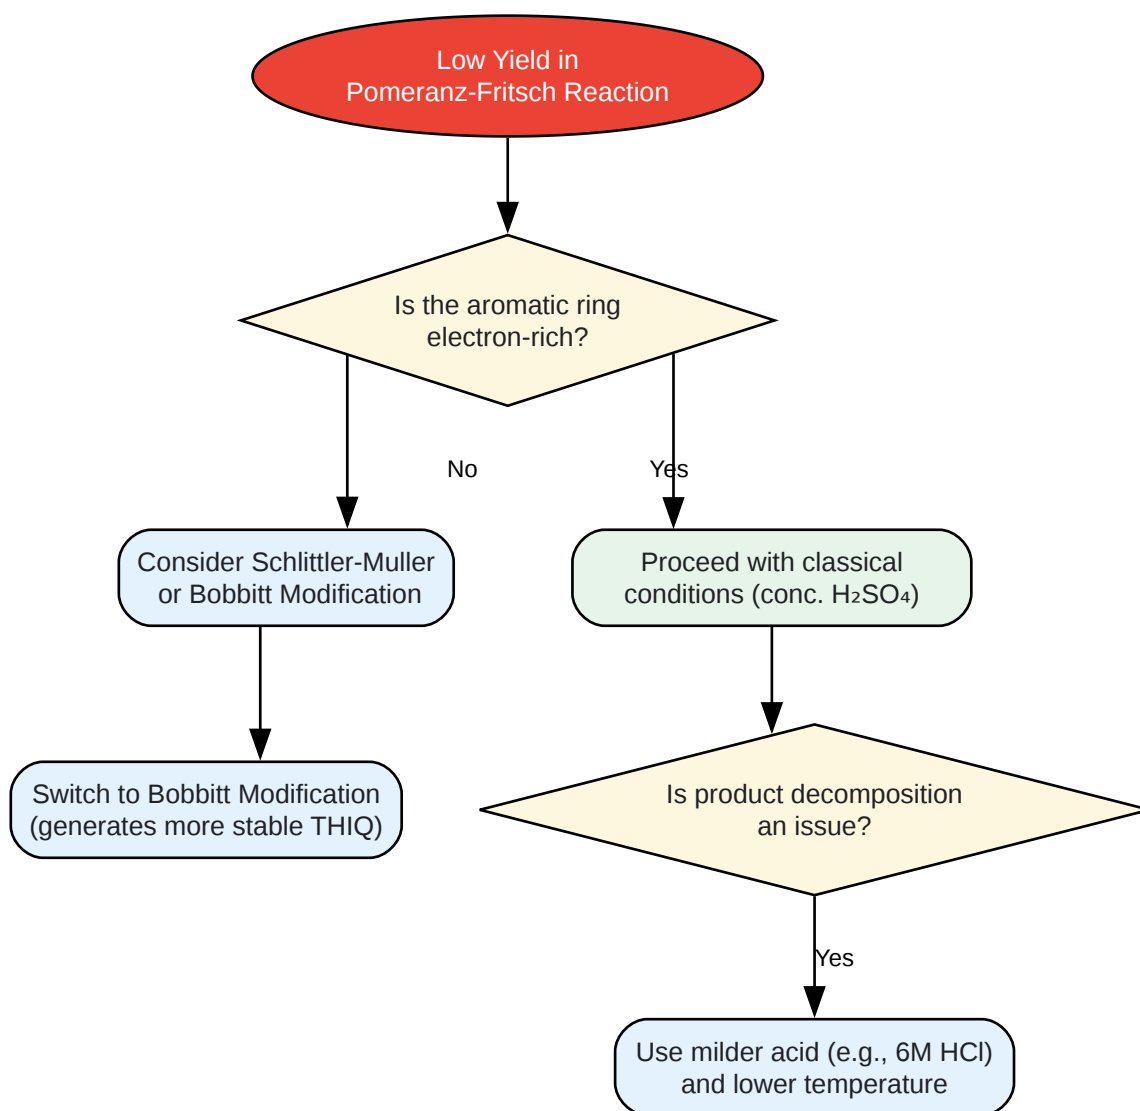 Low Yield in
Pomeranz-Fritsch Reaction
Is the aromatic ring
electron-rich?
No
Yes
Consider Schlittler-Muller
or Bobbitt Modification
Proceed with classical
conditions (conc. H₂SO₄)
Switch to Bobbitt Modification
(generates more stable THIQ)
Is product decomposition
an issue?
Yes
Use milder acid (e.g., 6M HCl)
and lower temperature